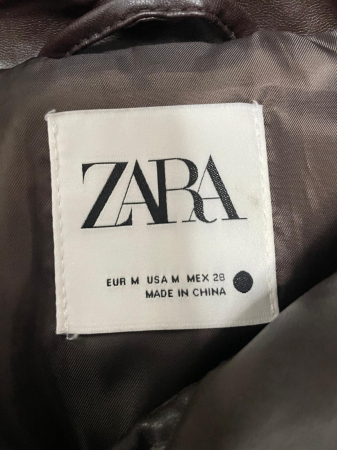 ZARA
EUR M USA M MEX 28
MADE IN CHINA